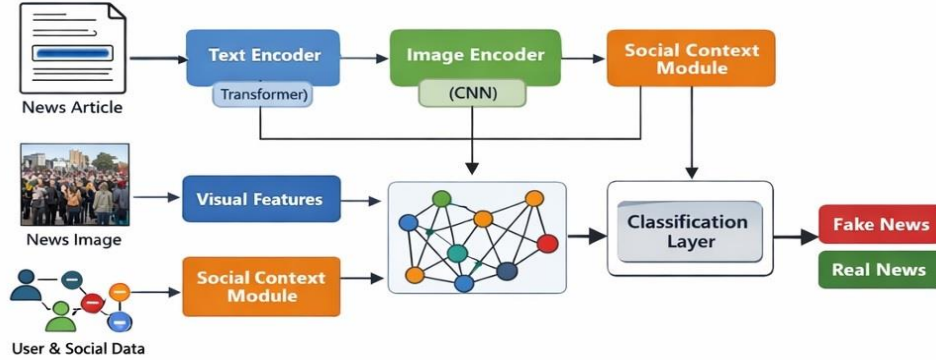 Text Encoder
Image Encoder
Social Context
Module
Transformer)
(CNN)
News Article
Visual Features
News Image
Classification
Layer
Fake News
Real News
Social Context
Module
User & Social Data